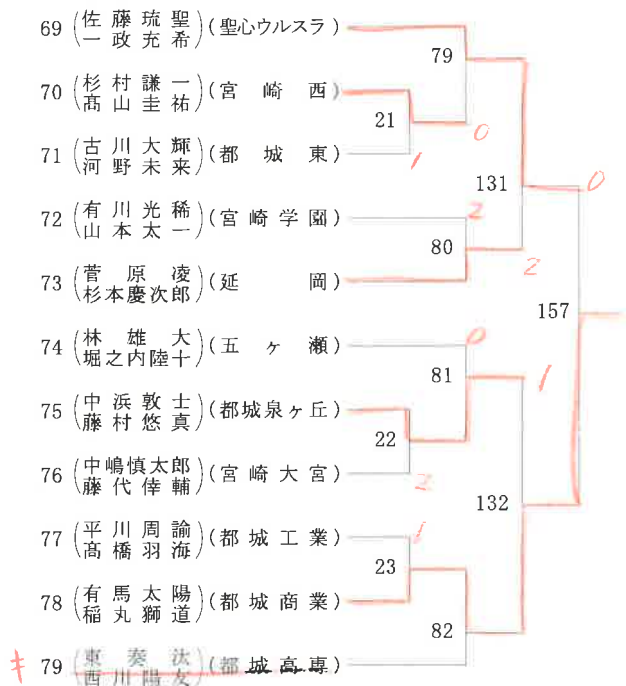 69 (佐藤琉聖 一政充希) (聖心ウルスラ)
79
70 (杉村謙一 髙山圭祐) (宮崎西)
21
0
71 (古川大輝 河野未来) (都城東)
1
131
0
72 (有川光稀 山本太一) (宮崎学園)
2
80
2
73 (菅原凌 杉本慶次郎) (延岡)
157
74 (林雄大 堀之内陸十) (五ヶ瀬)
0
81
1
75 (中浜敦士 藤村悠真) (都城泉ヶ丘)
22
76 (中嶋慎太郎 藤代倖輔) (宮崎大宮)
2
132
77 (平川周諭 髙橋羽海) (都城工業)
1
23
78 (有馬太陽 稲丸獅道) (都城商業)
82
キ 79 (東奏汰 西川陽友) (都城高専)